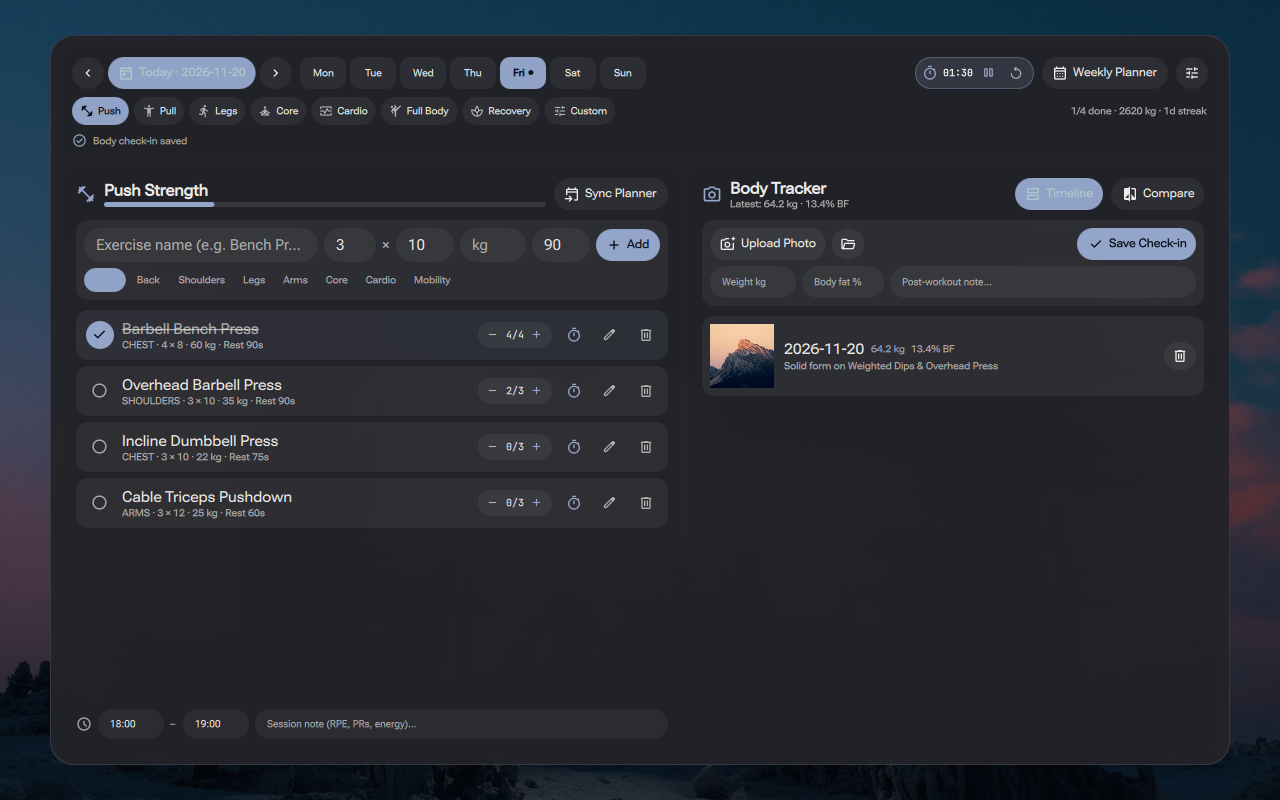 Today · 2026-11-20 Mon Tue Wed Thu Fri Sat Sun 01:30 Weekly Planner
Push Pull Legs Core Cardio Full Body Recovery Custom 1/4 done · 2620 kg · 1d streak
Body check-in saved
Push Strength Sync Planner
Exercise name (e.g. Bench Pr... 3 × 10 kg 90 + Add
Back Shoulders Legs Arms Core Cardio Mobility
Barbell Bench Press
CHEST · 4 × 8 · 60 kg · Rest 90s
− 4/4 +
Overhead Barbell Press
SHOULDERS · 3 × 10 · 35 kg · Rest 90s
− 2/3 +
Incline Dumbbell Press
CHEST · 3 × 10 · 22 kg · Rest 75s
− 0/3 +
Cable Triceps Pushdown
ARMS · 3 × 12 · 25 kg · Rest 60s
− 0/3 +
18:00 – 19:00 Session note (RPE, PRs, energy)...
Body Tracker
Latest: 64.2 kg · 13.4% BF
Timeline Compare
Upload Photo Save Check-in
Weight kg Body fat % Post-workout note...
2026-11-20 64.2 kg 13.4% BF
Solid form on Weighted Dips & Overhead Press